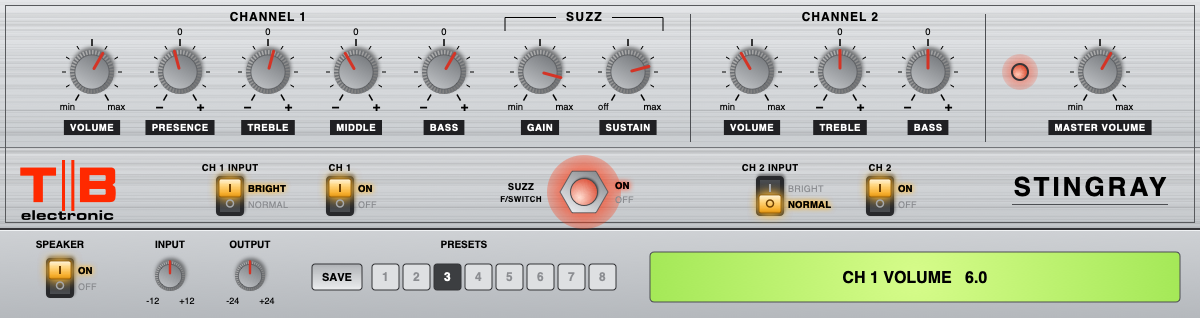 CHANNEL 1
SUZZ
CHANNEL 2
0 0 0 0 0 0
min max - + - + - + - + min max off max min max - + - + min max
VOLUME PRESENCE TREBLE MIDDLE BASS GAIN SUSTAIN VOLUME TREBLE BASS MASTER VOLUME
TB
electronic
CH 1 INPUT
I BRIGHT
O NORMAL
CH 1
I ON
O OFF
SUZZ
F/SWITCH
ON
OFF
CH 2 INPUT
I BRIGHT
O NORMAL
CH 2
I ON
O OFF
STINGRAY
SPEAKER
I ON
O OFF
INPUT
-12 +12
OUTPUT
-24 +24
PRESETS
SAVE 1 2 3 4 5 6 7 8
CH 1 VOLUME 6.0